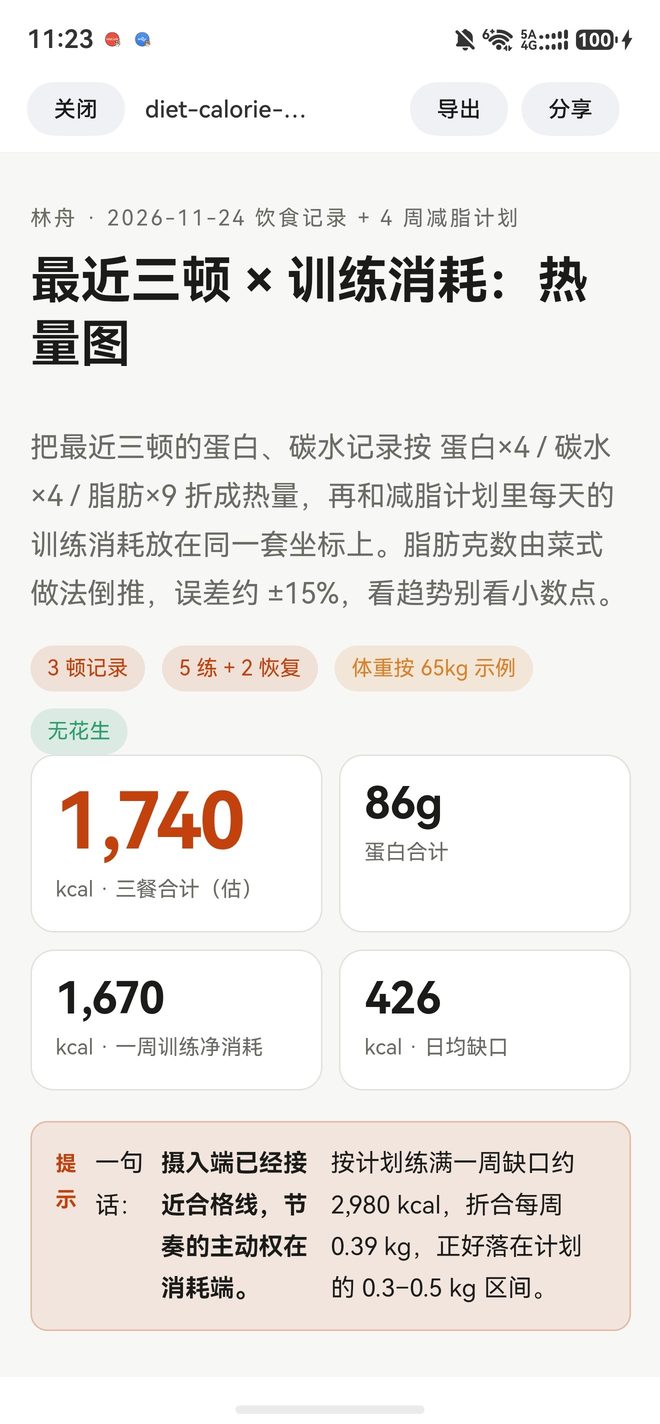 11:23
6
5A
4G
100
关闭
diet-calorie-...
导出
分享
林舟 · 2026-11-24 饮食记录 + 4 周减脂计划
最近三顿 × 训练消耗：热
量图
把最近三顿的蛋白、碳水记录按 蛋白×4 / 碳水
×4 / 脂肪×9 折成热量，再和减脂计划里每天的
训练消耗放在同一套坐标上。脂肪克数由菜式
做法倒推，误差约 ±15%，看趋势别看小数点。
3 顿记录
5 练 + 2 恢复
体重按 65kg 示例
无花生
1,740
kcal · 三餐合计（估）
86g
蛋白合计
1,670
kcal · 一周训练净消耗
426
kcal · 日均缺口
提
示
一句
话：
摄入端已经接
近合格线，节
奏的主动权在
消耗端。
按计划练满一周缺口约
2,980 kcal，折合每周
0.39 kg，正好落在计划
的 0.3–0.5 kg 区间。